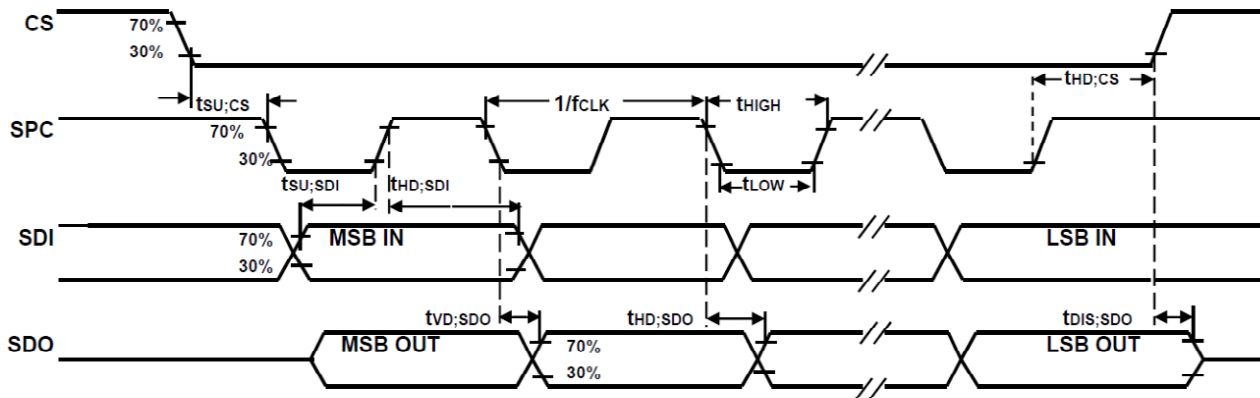 CS
70%
30%
tSU;CS
1/fCLK
tHIGH
tHD;CS
SPC
70%
30%
tSU;SDI
tHD;SDI
tLOW
SDI
70%
30%
MSB IN
LSB IN
tVD;SDO
tHD;SDO
tDIS;SDO
SDO
MSB OUT
70%
30%
LSB OUT